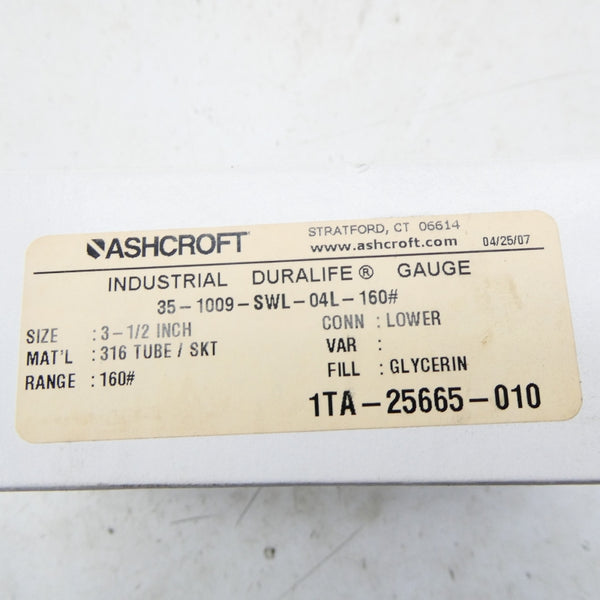 ASHCROFT
STRATFORD, CT 06614
www.ashcroft.com 04/25/07
INDUSTRIAL DURALIFE® GAUGE
35-1009-SWL-04L-160#
SIZE : 3-1/2 INCH
MAT'L : 316 TUBE / SKT
RANGE : 160#
CONN : LOWER
VAR :
FILL : GLYCERIN
1TA-25665-010